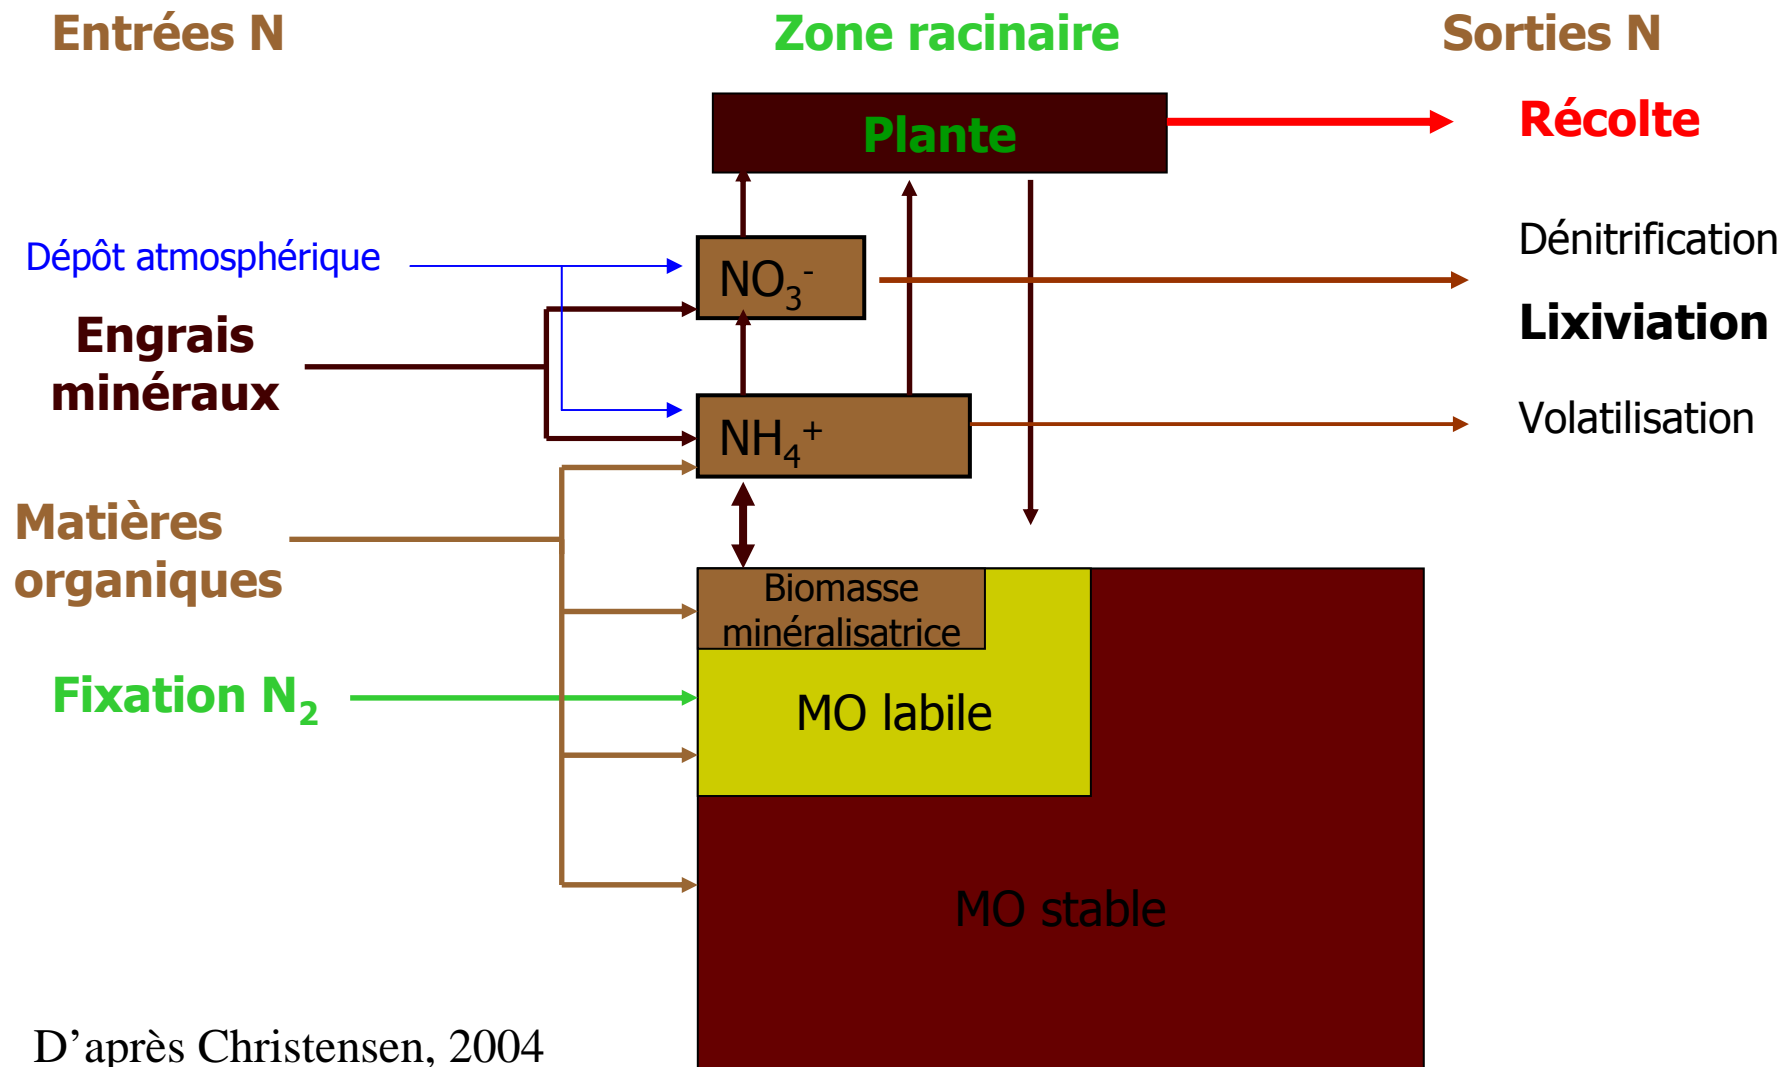 Entrées N
Zone racinaire
Sorties N
Plante
Récolte
Dépôt atmosphérique
NO₃⁻
Dénitrification
Engrais
minéraux
Lixiviation
NH₄⁺
Volatilisation
Matières
organiques
Biomasse
minéralisatrice
Fixation N₂
MO labile
MO stable
D’après Christensen, 2004